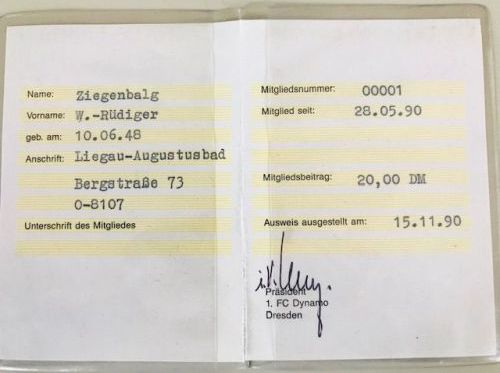 Name: Ziegenbalg
Vorname: W.-Rüdiger
geb. am: 10.06.48
Anschrift: Liegau-Augustusbad
Bergstraße 73
O-8107
Unterschrift des Mitgliedes
Mitgliedsnummer: 00001
Mitglied seit: 28.05.90
Mitgliedsbeitrag: 20,00 DM
Ausweis ausgestellt am: 15.11.90
i.V.
Präsident
1. FC Dynamo
Dresden